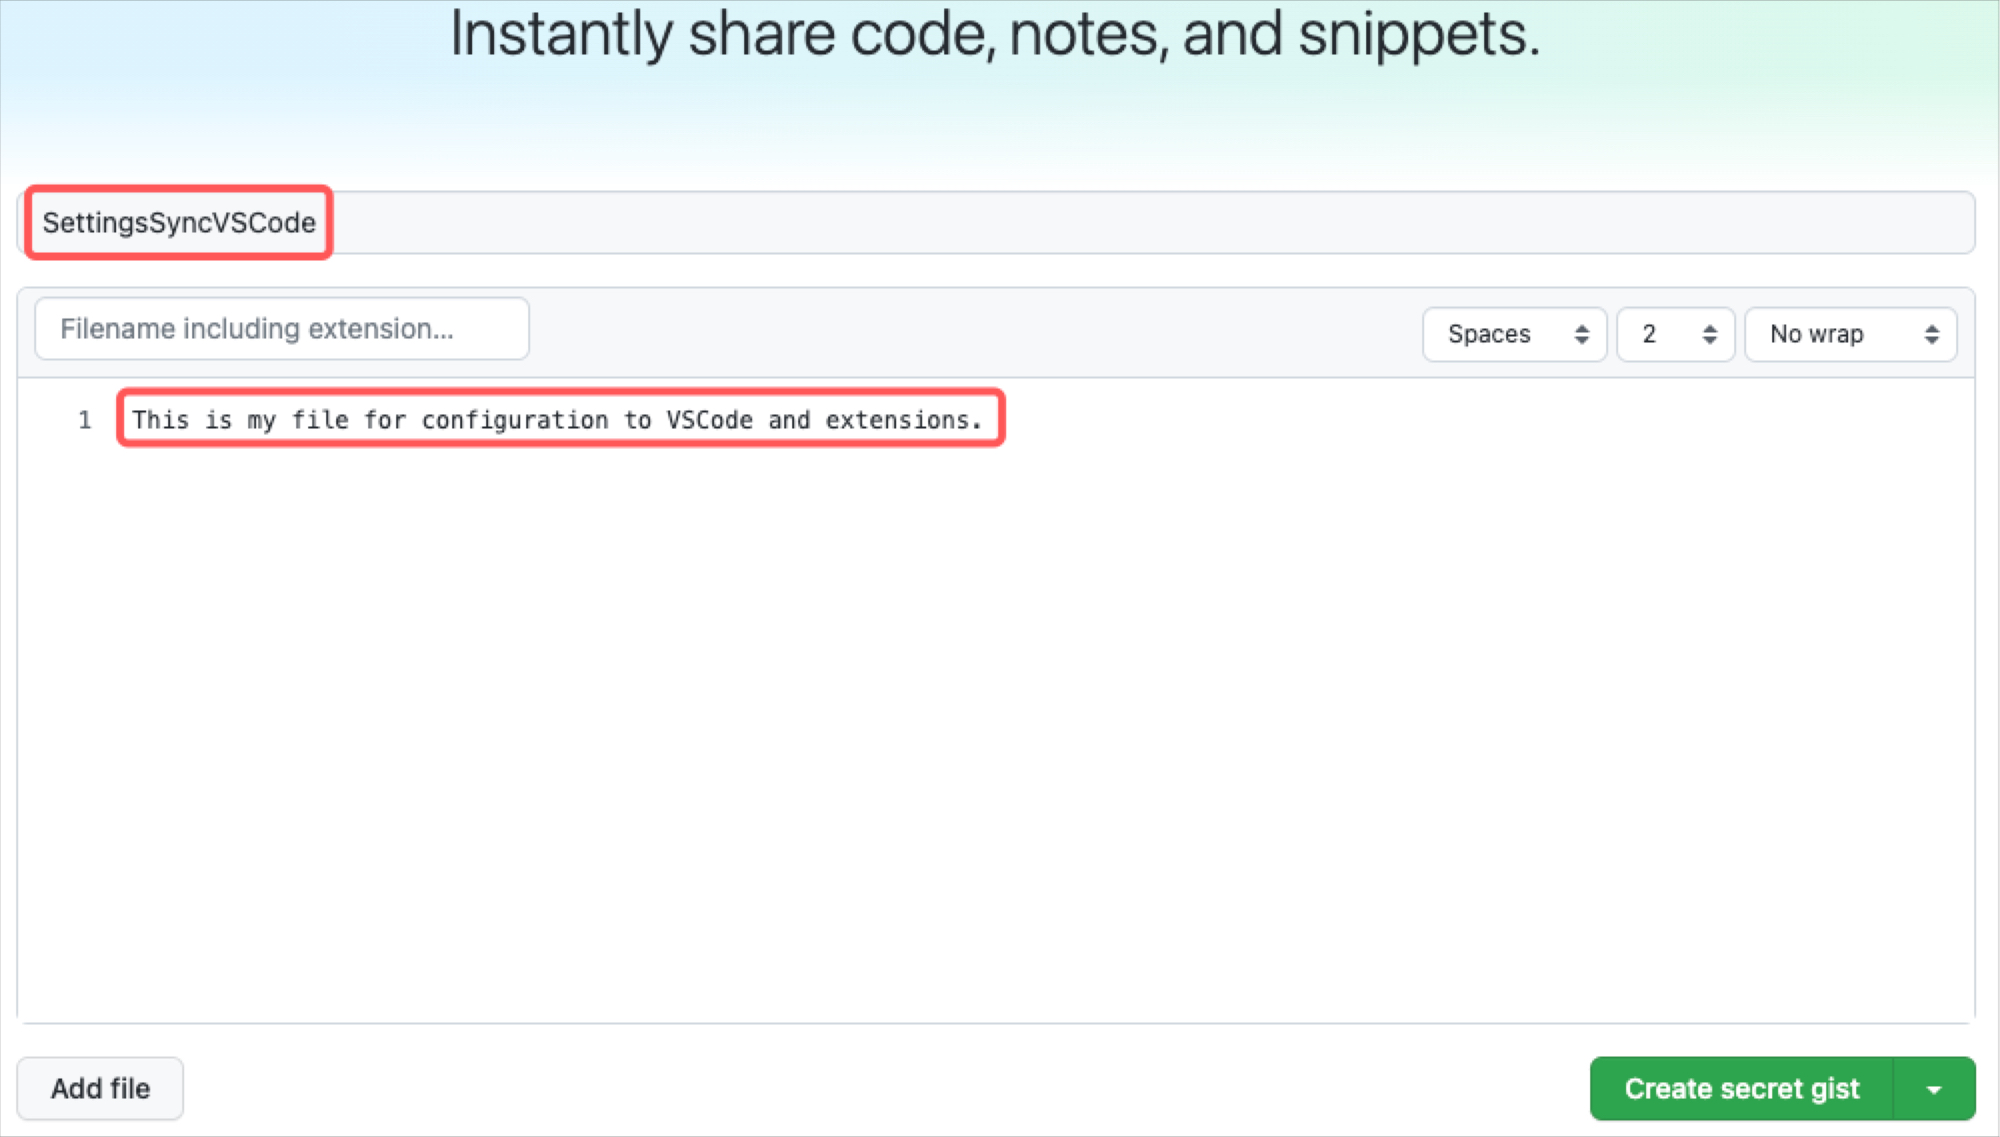 Instantly share code, notes, and snippets.
SettingsSyncVSCode
Filename including extension...
Spaces
2
No wrap
1
This is my file for configuration to VSCode and extensions.
Add file
Create secret gist